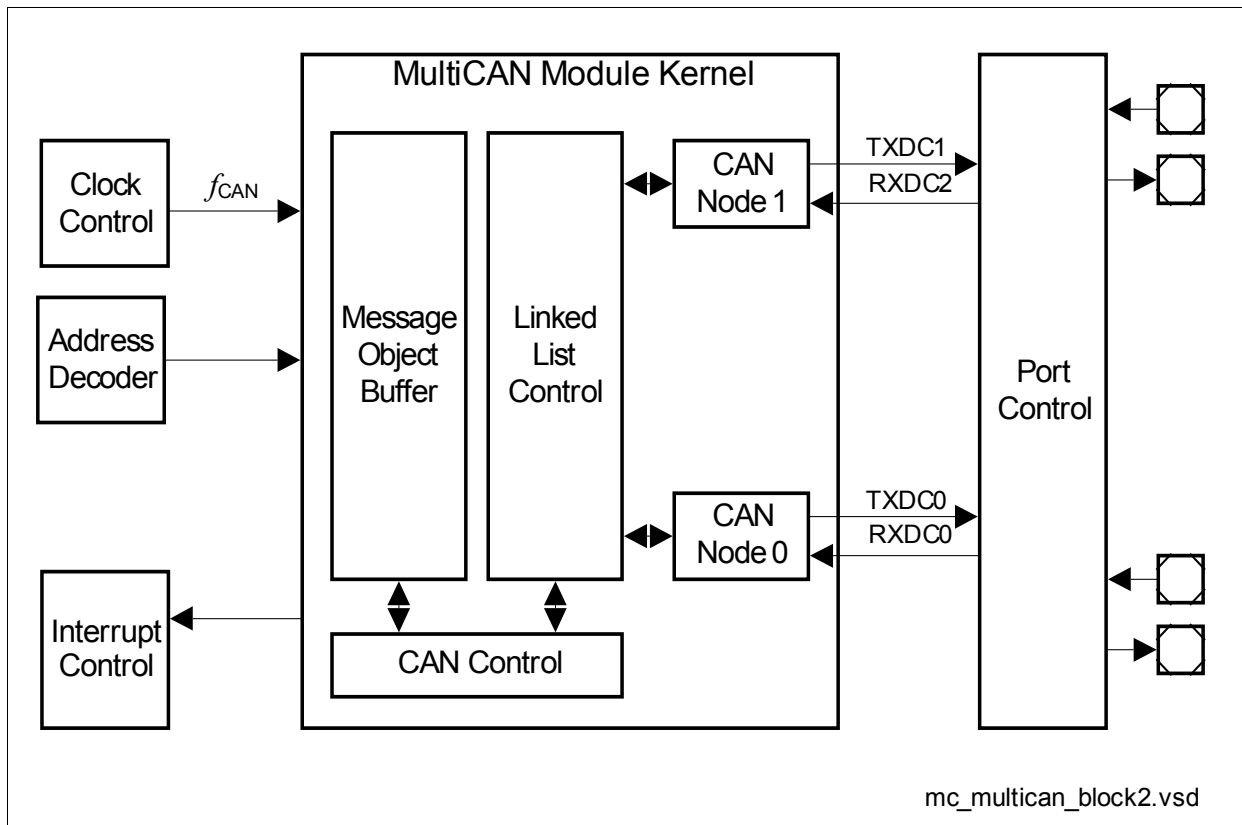 MultiCAN Module Kernel
Clock
Control
fCAN
Address
Decoder
Interrupt
Control
Message
Object
Buffer
Linked
List
Control
CAN Control
CAN
Node 1
TXDC1
RXDC2
CAN
Node 0
TXDC0
RXDC0
Port
Control
mc_multican_block2.vsd